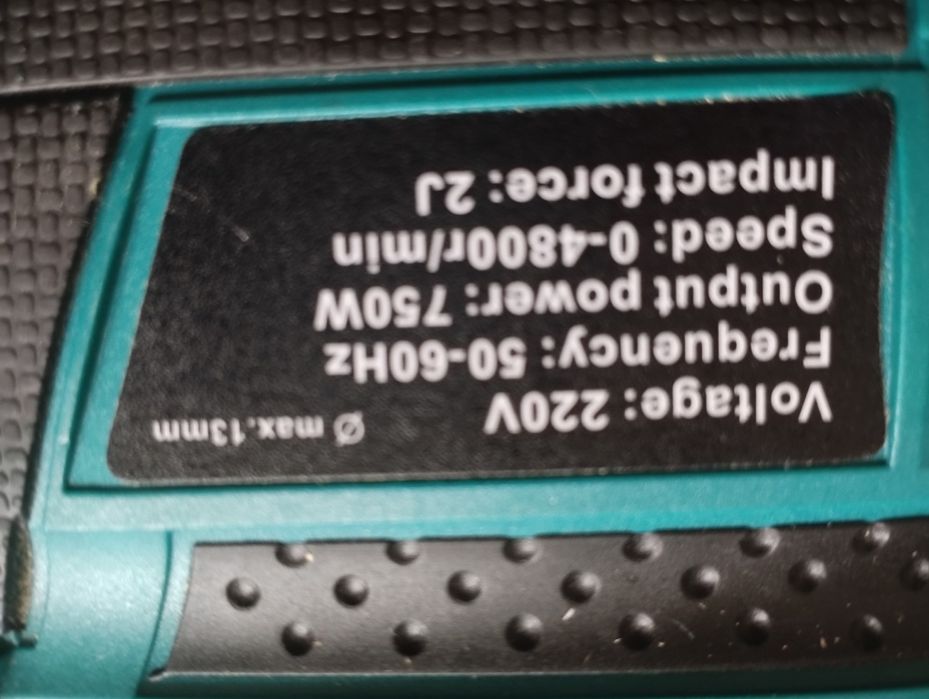 Voltage: 220V
Ø max.13mm
Frequency: 50-60Hz
Output power: 750W
Speed: 0-4800r/min
Impact force: 2J